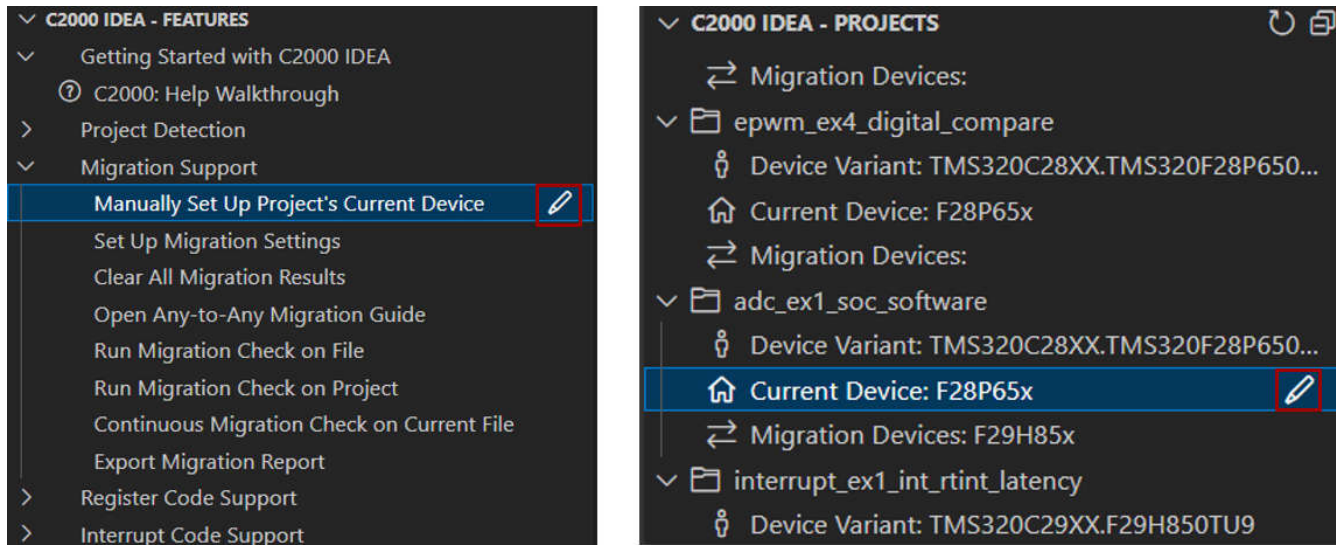 C2000 IDEA - FEATURES
Getting Started with C2000 IDEA
C2000: Help Walkthrough
Project Detection
Migration Support
Manually Set Up Project's Current Device
Set Up Migration Settings
Clear All Migration Results
Open Any-to-Any Migration Guide
Run Migration Check on File
Run Migration Check on Project
Continuous Migration Check on Current File
Export Migration Report
Register Code Support
Interrupt Code Support
C2000 IDEA - PROJECTS
Migration Devices:
epwm_ex4_digital_compare
Device Variant: TMS320C28XX.TMS320F28P650...
Current Device: F28P65x
Migration Devices:
adc_ex1_soc_software
Device Variant: TMS320C28XX.TMS320F28P650...
Current Device: F28P65x
Migration Devices: F29H85x
interrupt_ex1_int_rtint_latency
Device Variant: TMS320C29XX.F29H850TU9